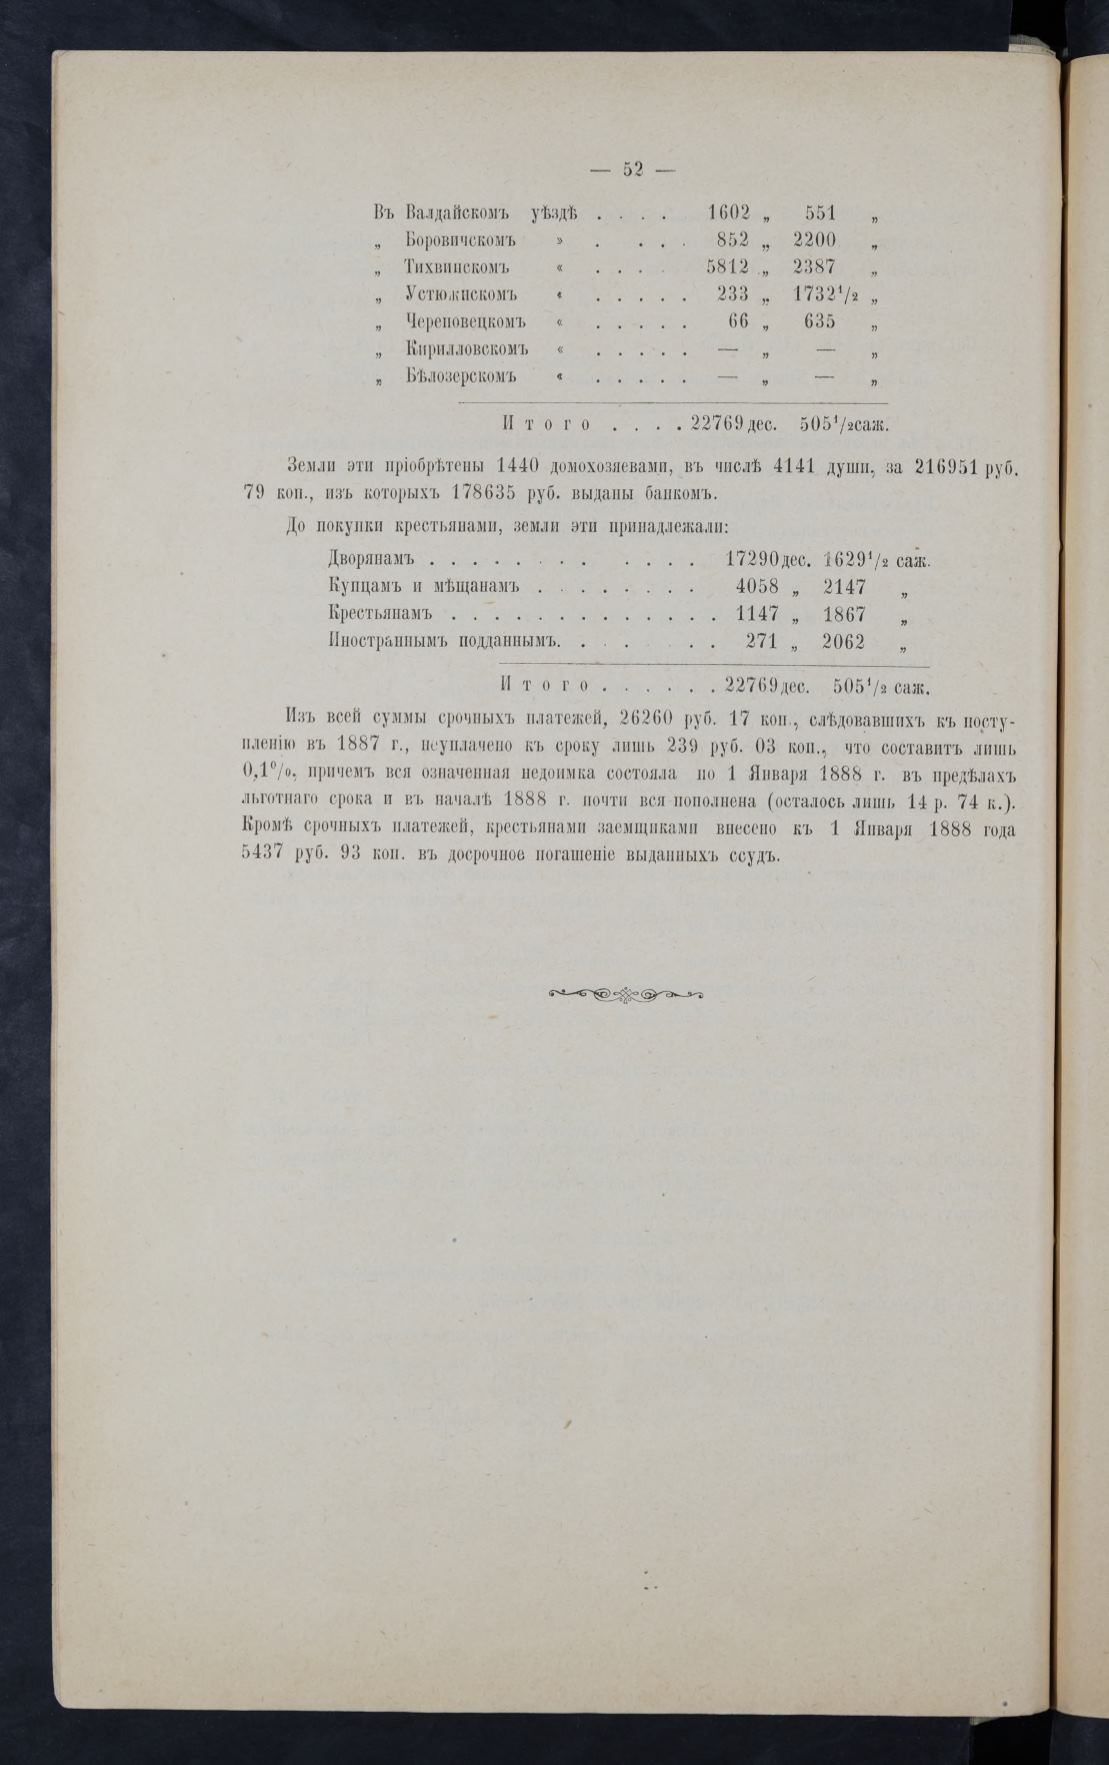 — 52 —
Въ Валдайскомъ уѣздѣ . . . . 1602 „ 551 „
„ Боровичскомъ » . . . . 852 „ 2200 „
„ Тихвинскомъ « . . . . 5812 „ 2387 „
„ Устюжнскомъ « . . . . . 233 „ 1732¹/₂ „
„ Череповецкомъ « . . . . . 66 „ 635 „
„ Кирилловскомъ « . . . . . — „ — „
„ Бѣлозерскомъ « . . . . . — „ — „
Итого . . . . 22769 дес. 505¹/₂ саж.
Земли эти пріобрѣтены 1440 домохозяевами, въ числѣ 4141 души, за 216951 руб.
79 коп., изъ которыхъ 178635 руб. выданы банкомъ.
До покупки крестьянами, земли эти принадлежали:
Дворянамъ . . . . . . . . . . . . 17290 дес. 1629¹/₂ саж.
Купцамъ и мѣщанамъ . . . . . . . . 4058 „ 2147 „
Крестьянамъ . . . . . . . . . . . . . 1147 „ 1867 „
Иностраннымъ подданнымъ. . . . . . . 271 „ 2062 „
Итого . . . . . . 22769 дес. 505¹/₂ саж.
Изъ всей суммы срочныхъ платежей, 26260 руб. 17 коп., слѣдовавшихъ къ посту-
пленію въ 1887 г., неуплачено къ сроку лишь 239 руб. 03 коп., что составитъ лишь
0,1⁰/₀, причемъ вся означенная недоимка состояла по 1 Января 1888 г. въ предѣлахъ
льготнаго срока и въ началѣ 1888 г. почти вся пополнена (осталось лишь 14 р. 74 к.).
Кромѣ срочныхъ платежей, крестьянами заемщиками внесено къ 1 Января 1888 года
5437 руб. 93 коп. въ досрочное погашеніе выданныхъ ссудъ.